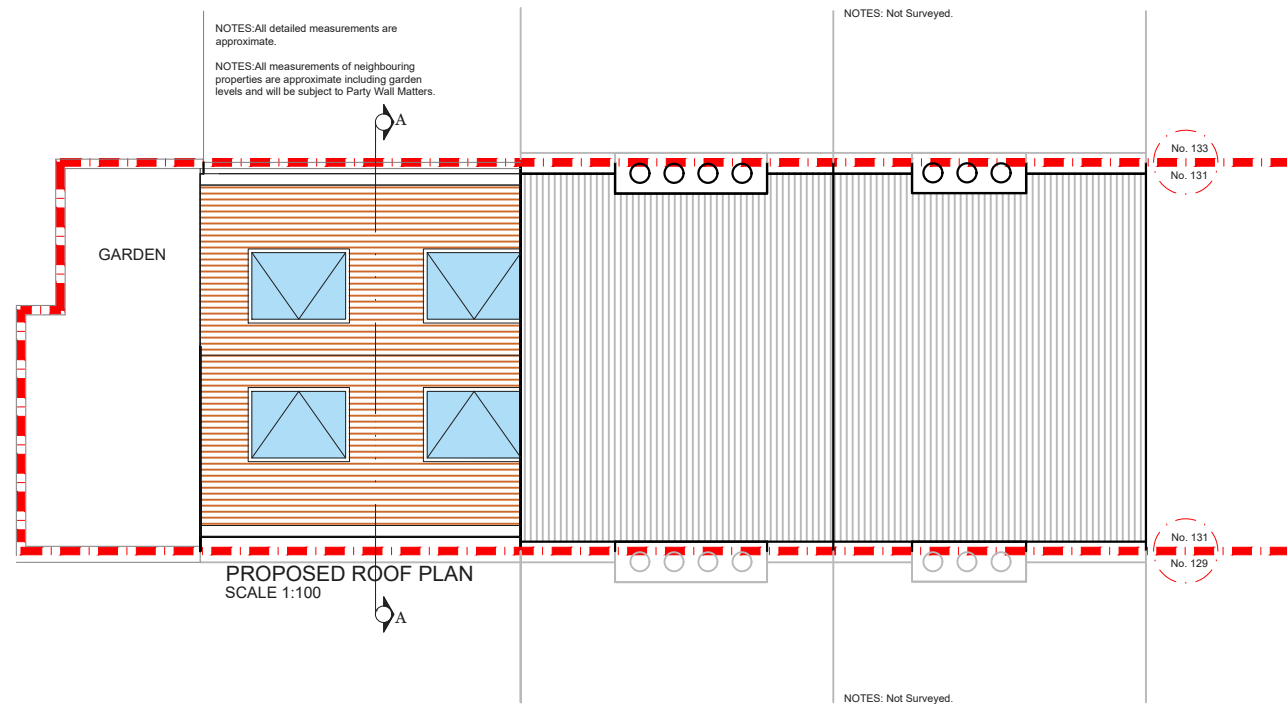 NOTES:All detailed measurements are
approximate.
NOTES:All measurements of neighbouring
properties are approximate including garden
levels and will be subject to Party Wall Matters.
NOTES: Not Surveyed.
A
No. 133
No. 131
GARDEN
No. 131
No. 129
PROPOSED ROOF PLAN
SCALE 1:100
A
NOTES: Not Surveyed.